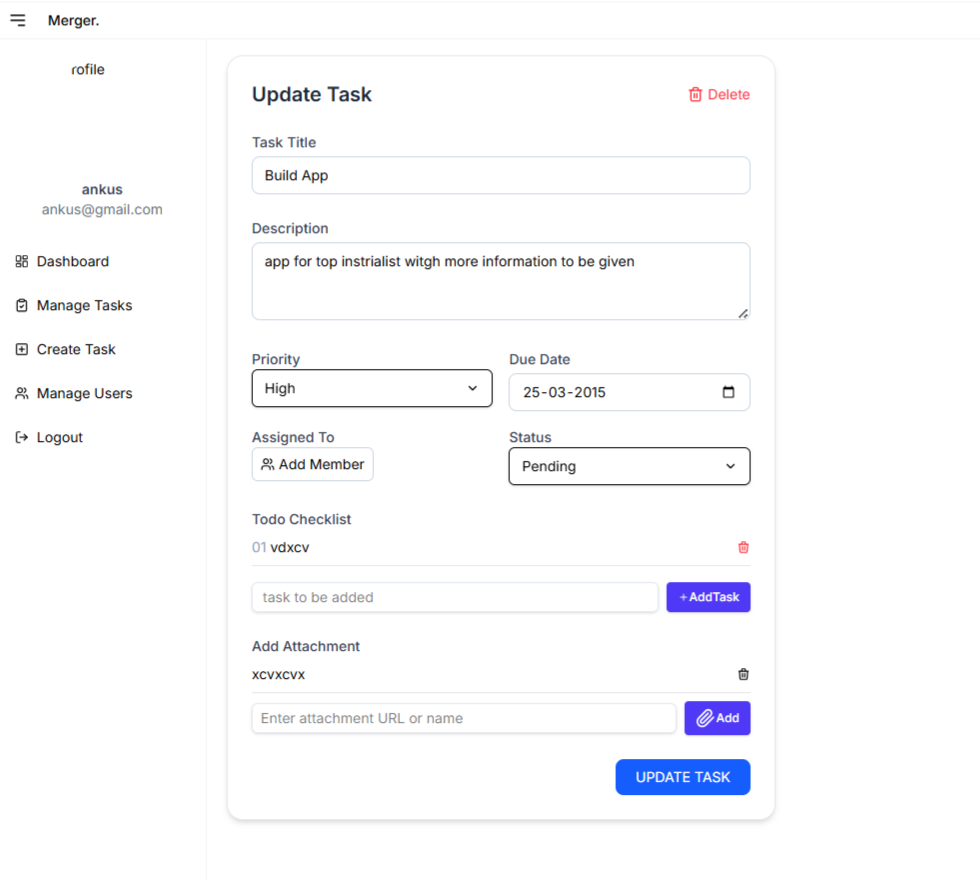 Merger.
rofile
ankus
ankus@gmail.com
Dashboard
Manage Tasks
Create Task
Manage Users
Logout
Update Task
Delete
Task Title
Build App
Description
app for top instrialist witgh more information to be given
Priority
Due Date
High
25-03-2015
Assigned To
Status
Add Member
Pending
Todo Checklist
01 vdxcv
task to be added
+AddTask
Add Attachment
xcvxcvx
Enter attachment URL or name
Add
UPDATE TASK